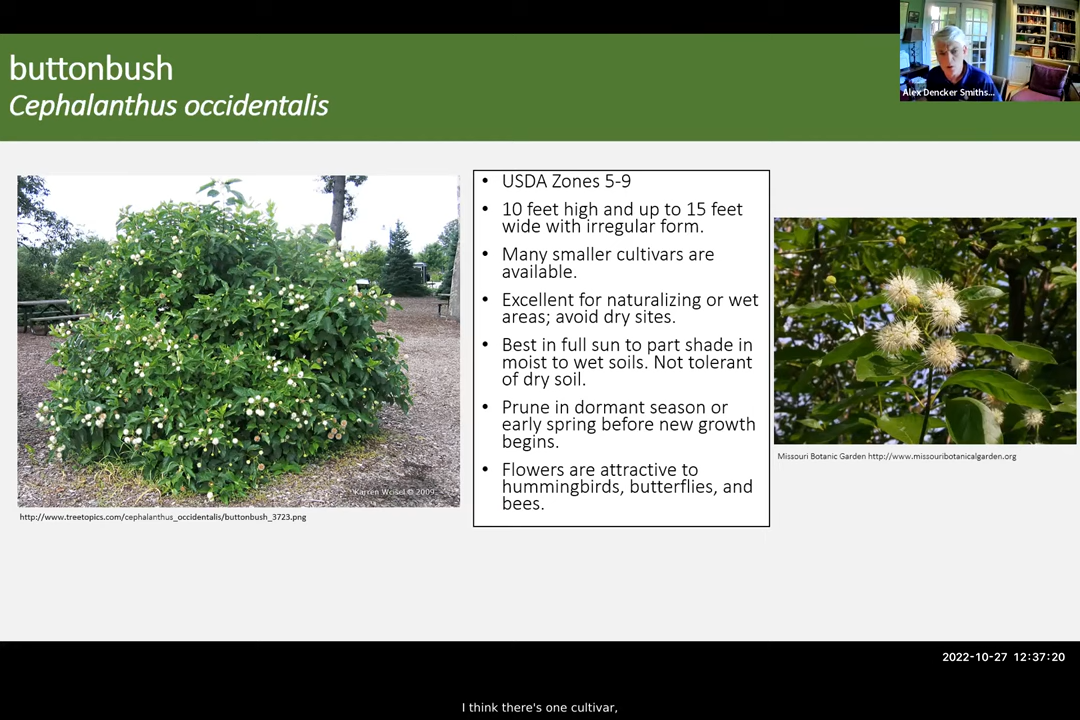 buttonbush
Cephalanthus occidentalis
Alex Dencker Smiths...
• USDA Zones 5-9
• 10 feet high and up to 15 feet
wide with irregular form.
• Many smaller cultivars are
available.
• Excellent for naturalizing or wet
areas; avoid dry sites.
• Best in full sun to part shade in
moist to wet soils. Not tolerant
of dry soil.
• Prune in dormant season or
early spring before new growth
begins.
• Flowers are attractive to
hummingbirds, butterflies, and
bees.
Karren Wcisel © 2009
http://www.treetopics.com/cephalanthus_occidentalis/buttonbush_3723.png
Missouri Botanic Garden http://www.missouribotanicalgarden.org
2022-10-27 12:37:20
I think there's one cultivar,